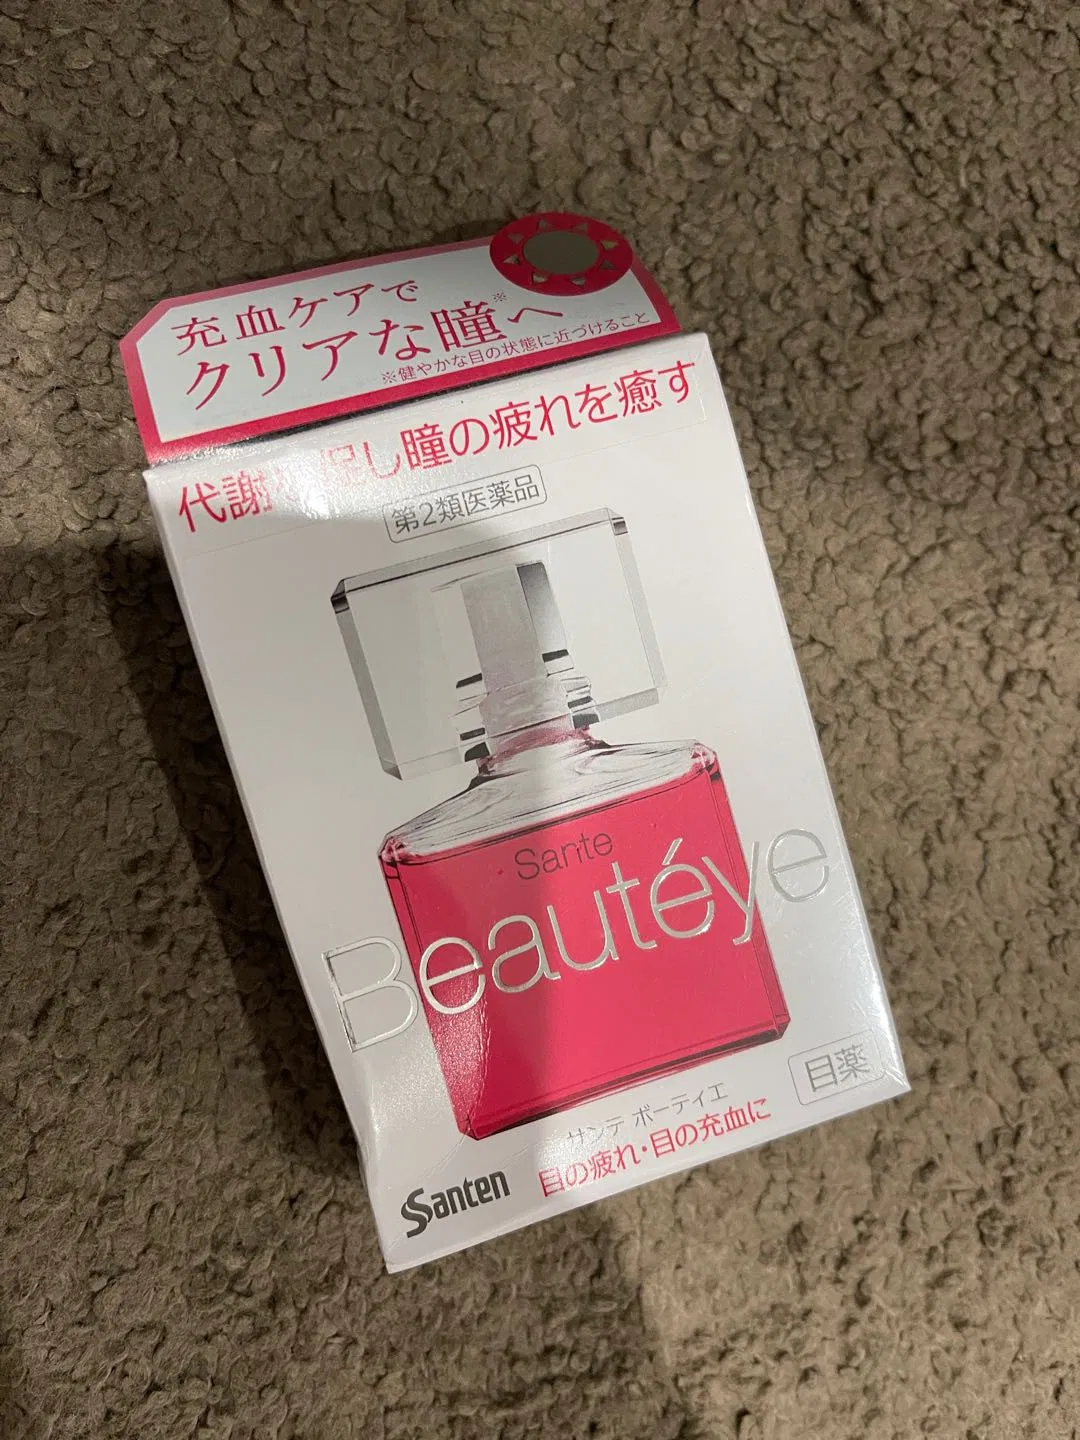 充血ケアで
クリアな瞳へ※
※健やかな目の状態に近づけること
代謝を促し瞳の疲れを癒す
第2類医薬品
Sante
Beautéye
目薬
サンテ ボーティエ
目の疲れ・目の充血に
Santen